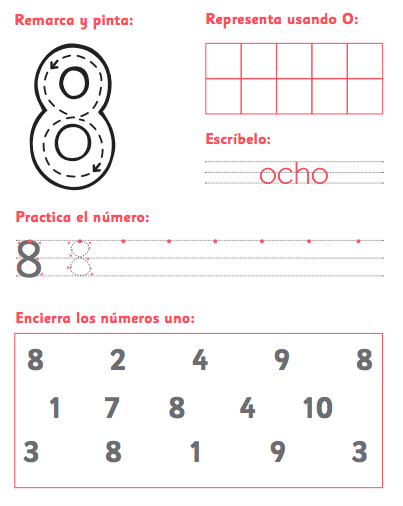 Remarca y pinta:
8
Representa usando O:
Escríbelo:
ocho
Practica el número:
8 8
Encierra los números uno:
8 2 4 9 8
1 7 8 4 10
3 8 1 9 3